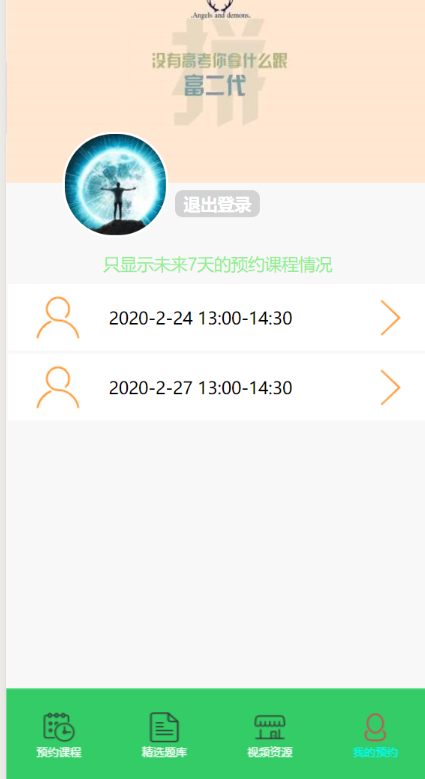 .Angels and demons.
拼
没有高考你拿什么跟
富二代
退出登录
只显示未来7天的预约课程情况
2020-2-24 13:00-14:30
2020-2-27 13:00-14:30
预约课程
精选题库
视频资源
我的预约